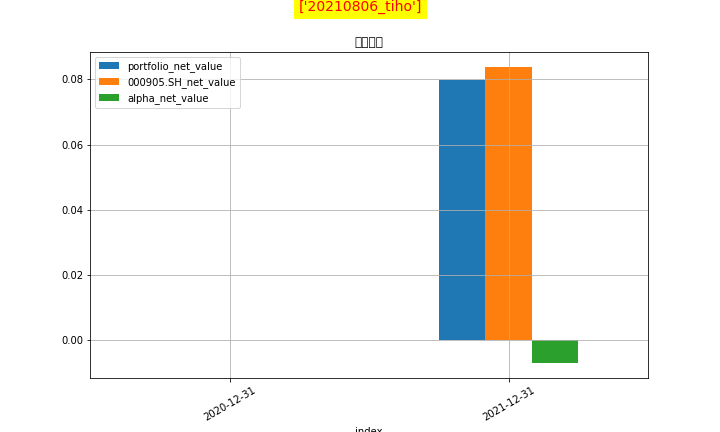 ['20210806_tiho']
portfolio_net_value
000905.SH_net_value
alpha_net_value
0.08
0.06
0.04
0.02
0.00
2020-12-31
2021-12-31
index